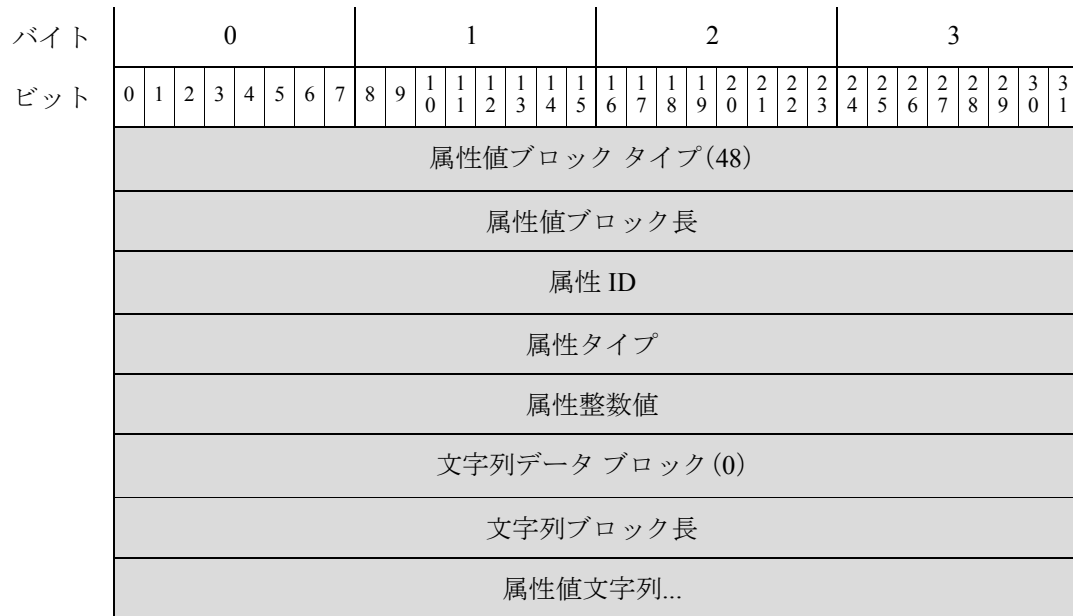 バイト 0 1 2 3
ビット 0 1 2 3 4 5 6 7 8 9 10 11 12 13 14 15 16 17 18 19 20 21 22 23 24 25 26 27 28 29 30 31
属性値ブロック タイプ(48)
属性値ブロック長
属性 ID
属性タイプ
属性整数値
文字列データ ブロック(0)
文字列ブロック長
属性値文字列...